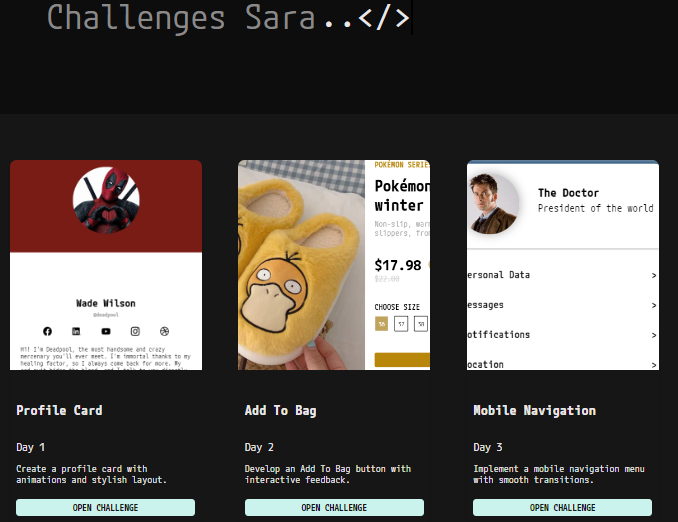 Challenges Sara..</>
Wade Wilson
@deadpool
Hi! I'm Deadpool, the most handsome and crazy
mercenary you'll ever meet. I'm immortal thanks to my
healing factor, so I always come back for more. My
POKÉMON SERIE
Pokémon
winter
Non-slip, war
slippers, fro
$17.98
$22.00
CHOOSE SIZE
36
37
38
The Doctor
President of the world
ersonal Data >
essages >
otifications >
ocation >
Profile Card
Day 1
Create a profile card with
animations and stylish layout.
OPEN CHALLENGE
Add To Bag
Day 2
Develop an Add To Bag button with
interactive feedback.
OPEN CHALLENGE
Mobile Navigation
Day 3
Implement a mobile navigation menu
with smooth transitions.
OPEN CHALLENGE